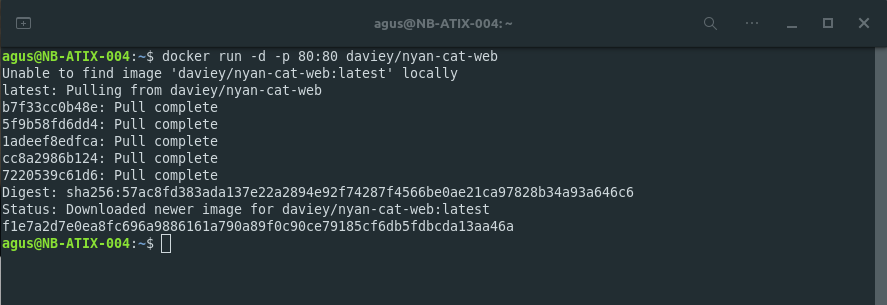 agus@NB-ATIX-004: ~
agus@NB-ATIX-004:~$ docker run -d -p 80:80 daviey/nyan-cat-web
Unable to find image 'daviey/nyan-cat-web:latest' locally
latest: Pulling from daviey/nyan-cat-web
b7f33cc0b48e: Pull complete
5f9b58fd6dd4: Pull complete
1adeef8edfca: Pull complete
cc8a2986b124: Pull complete
7220539c61d6: Pull complete
Digest: sha256:57ac8fd383ada137e22a2894e92f74287f4566be0ae21ca97828b34a93a646c6
Status: Downloaded newer image for daviey/nyan-cat-web:latest
f1e7a2d7e0ea8fc696a9886161a790a89f0c90ce79185cf6db5fdbcda13aa46a
agus@NB-ATIX-004:~$